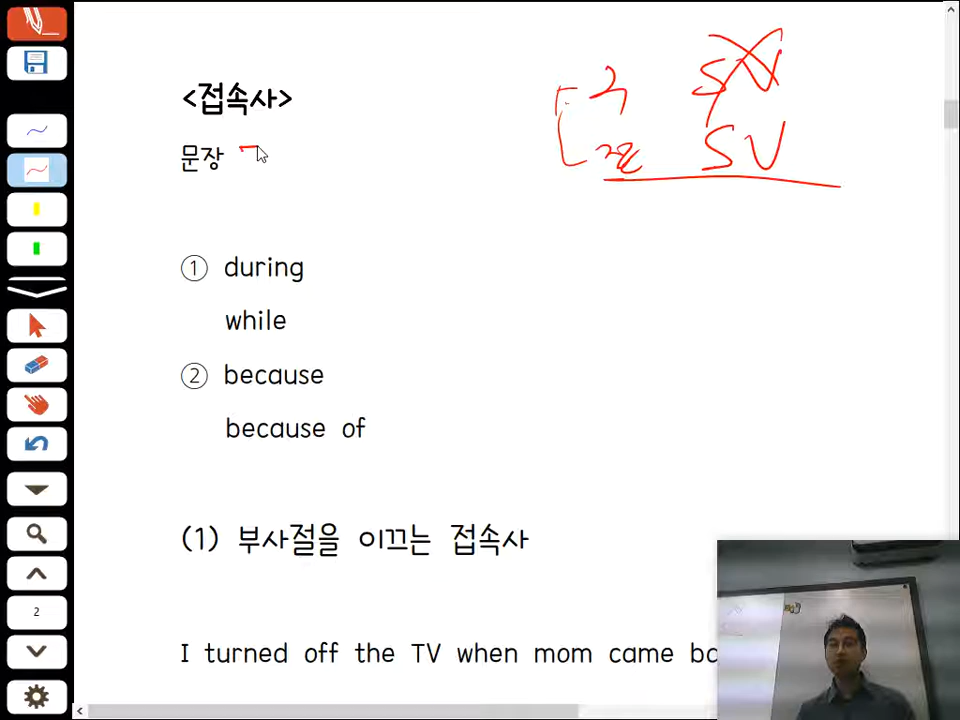 <접속사>
구 SV
문장
절 SV
① during
while
② because
because of
(1) 부사절을 이끄는 접속사
I turned off the TV when mom came
2